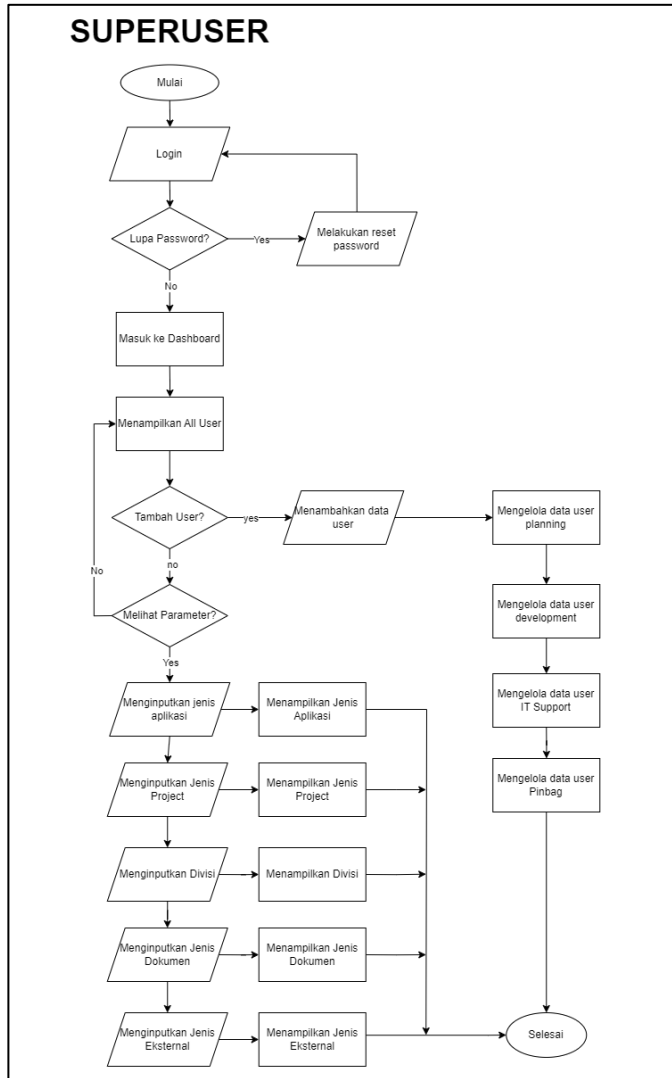 SUPERUSER
Mulai
Login
Lupa Password?
Yes
Melakukan reset
password
No
Masuk ke Dashboard
Menampilkan All User
Tambah User?
yes
Menambahkan data
user
Mengelola data user
planning
no
No
Melihat Parameter?
Mengelola data user
development
Yes
Menginputkan jenis
aplikasi
Menampilkan Jenis
Aplikasi
Mengelola data user
IT Support
Menginputkan Jenis
Project
Menampilkan Jenis
Project
Mengelola data user
Pinbag
Menginputkan Divisi
Menampilkan Divisi
Menginputkan Jenis
Dokumen
Menampilkan Jenis
Dokumen
Menginputkan Jenis
Eksternal
Menampilkan Jenis
Eksternal
Selesai